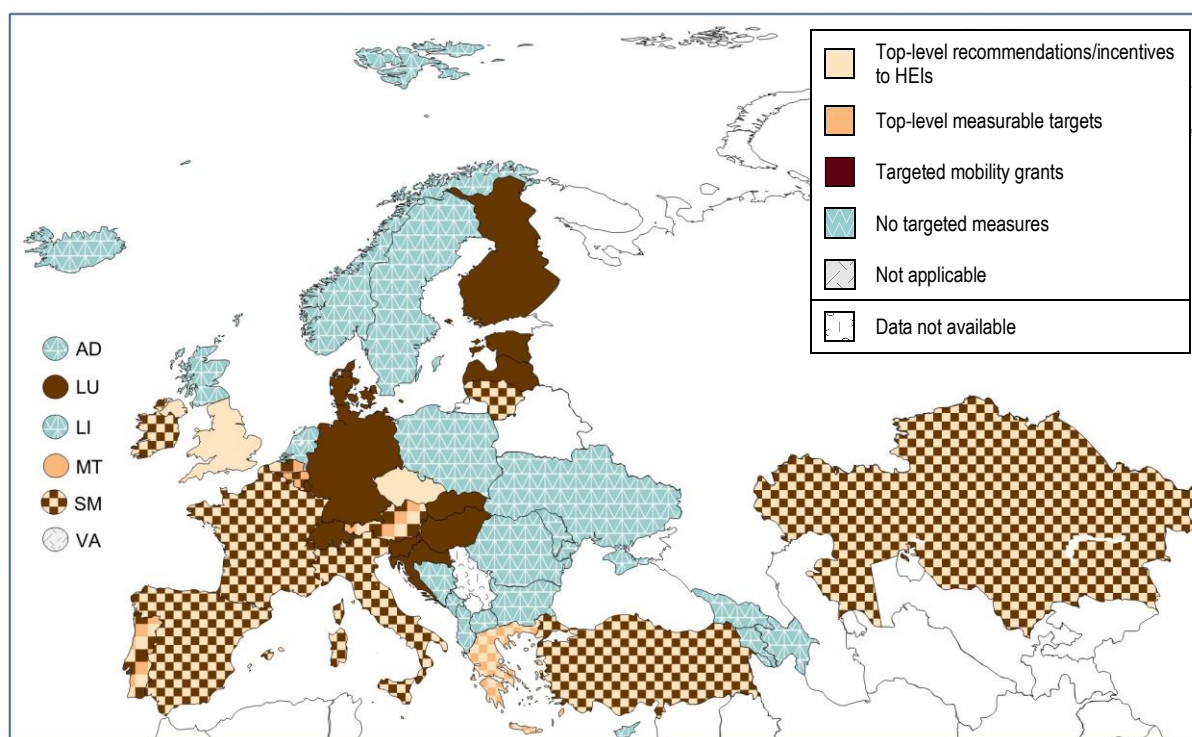 Top-level recommendations/incentives
to HEIs
Top-level measurable targets
Targeted mobility grants
No targeted measures
Not applicable
Data not available
AD
LU
LI
MT
SM
VA